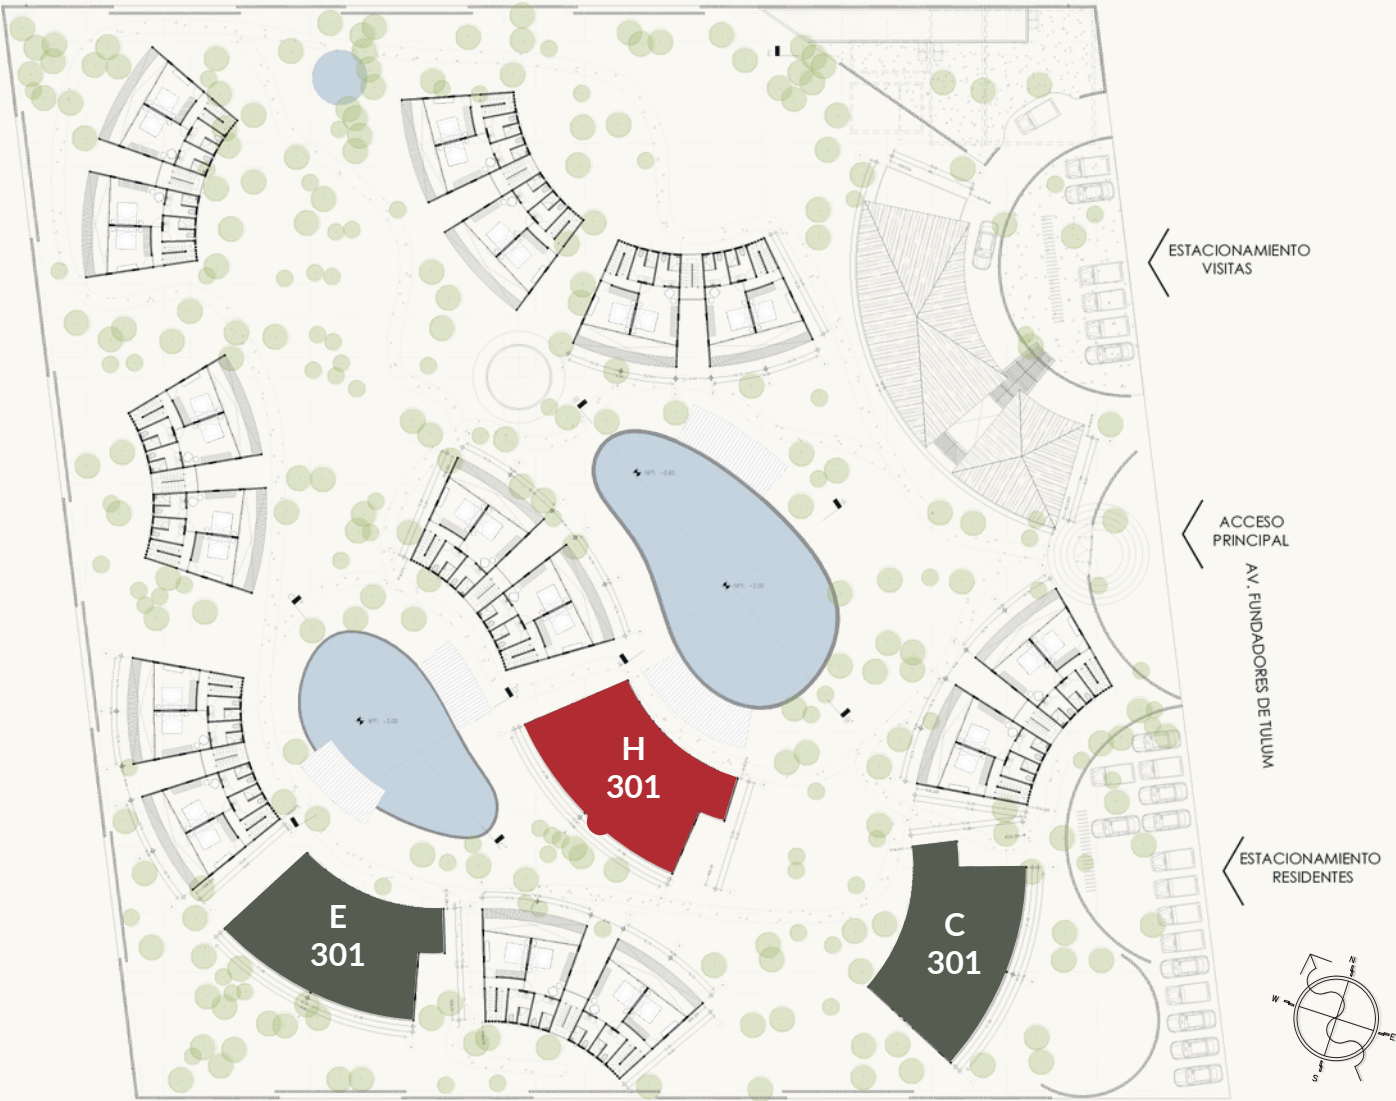 ESTACIONAMIENTO
VISITAS
ACCESO
PRINCIPAL
AV. FUNDADORES DE TULUM
H
301
ESTACIONAMIENTO
RESIDENTES
E
301
C
301
N
W
E
S